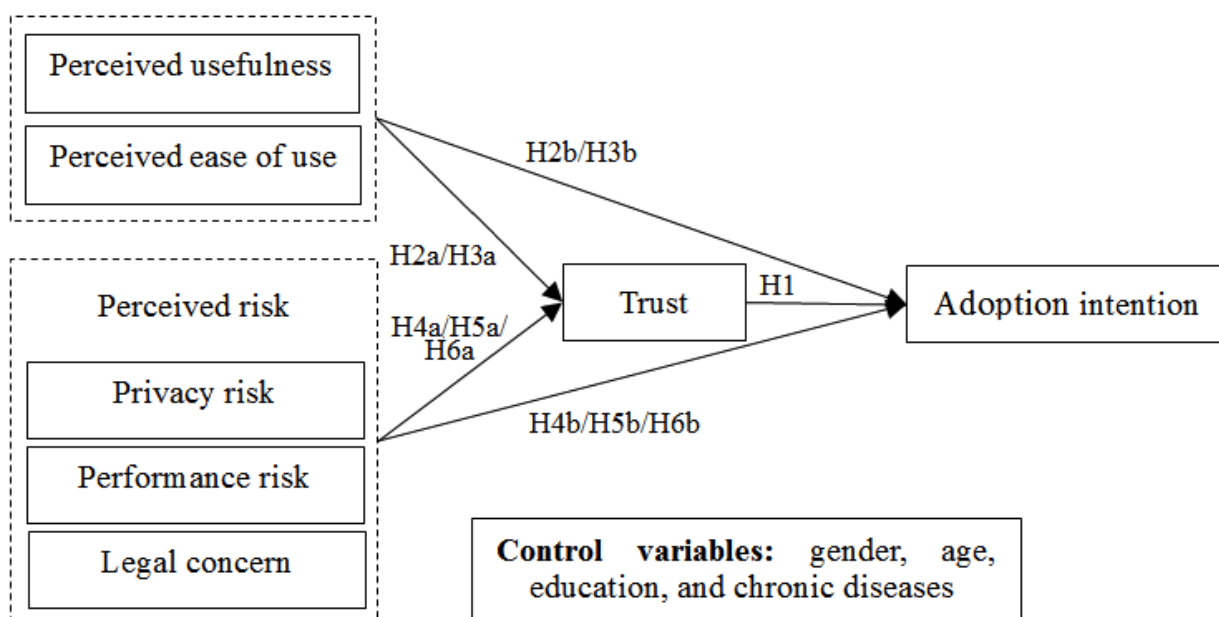 Perceived usefulness
Perceived ease of use
H2b/H3b
H2a/H3a
Perceived risk
H4a/H5a/
H6a
Trust
H1
Adoption intention
Privacy risk
H4b/H5b/H6b
Performance risk
Legal concern
Control variables: gender, age,
education, and chronic diseases